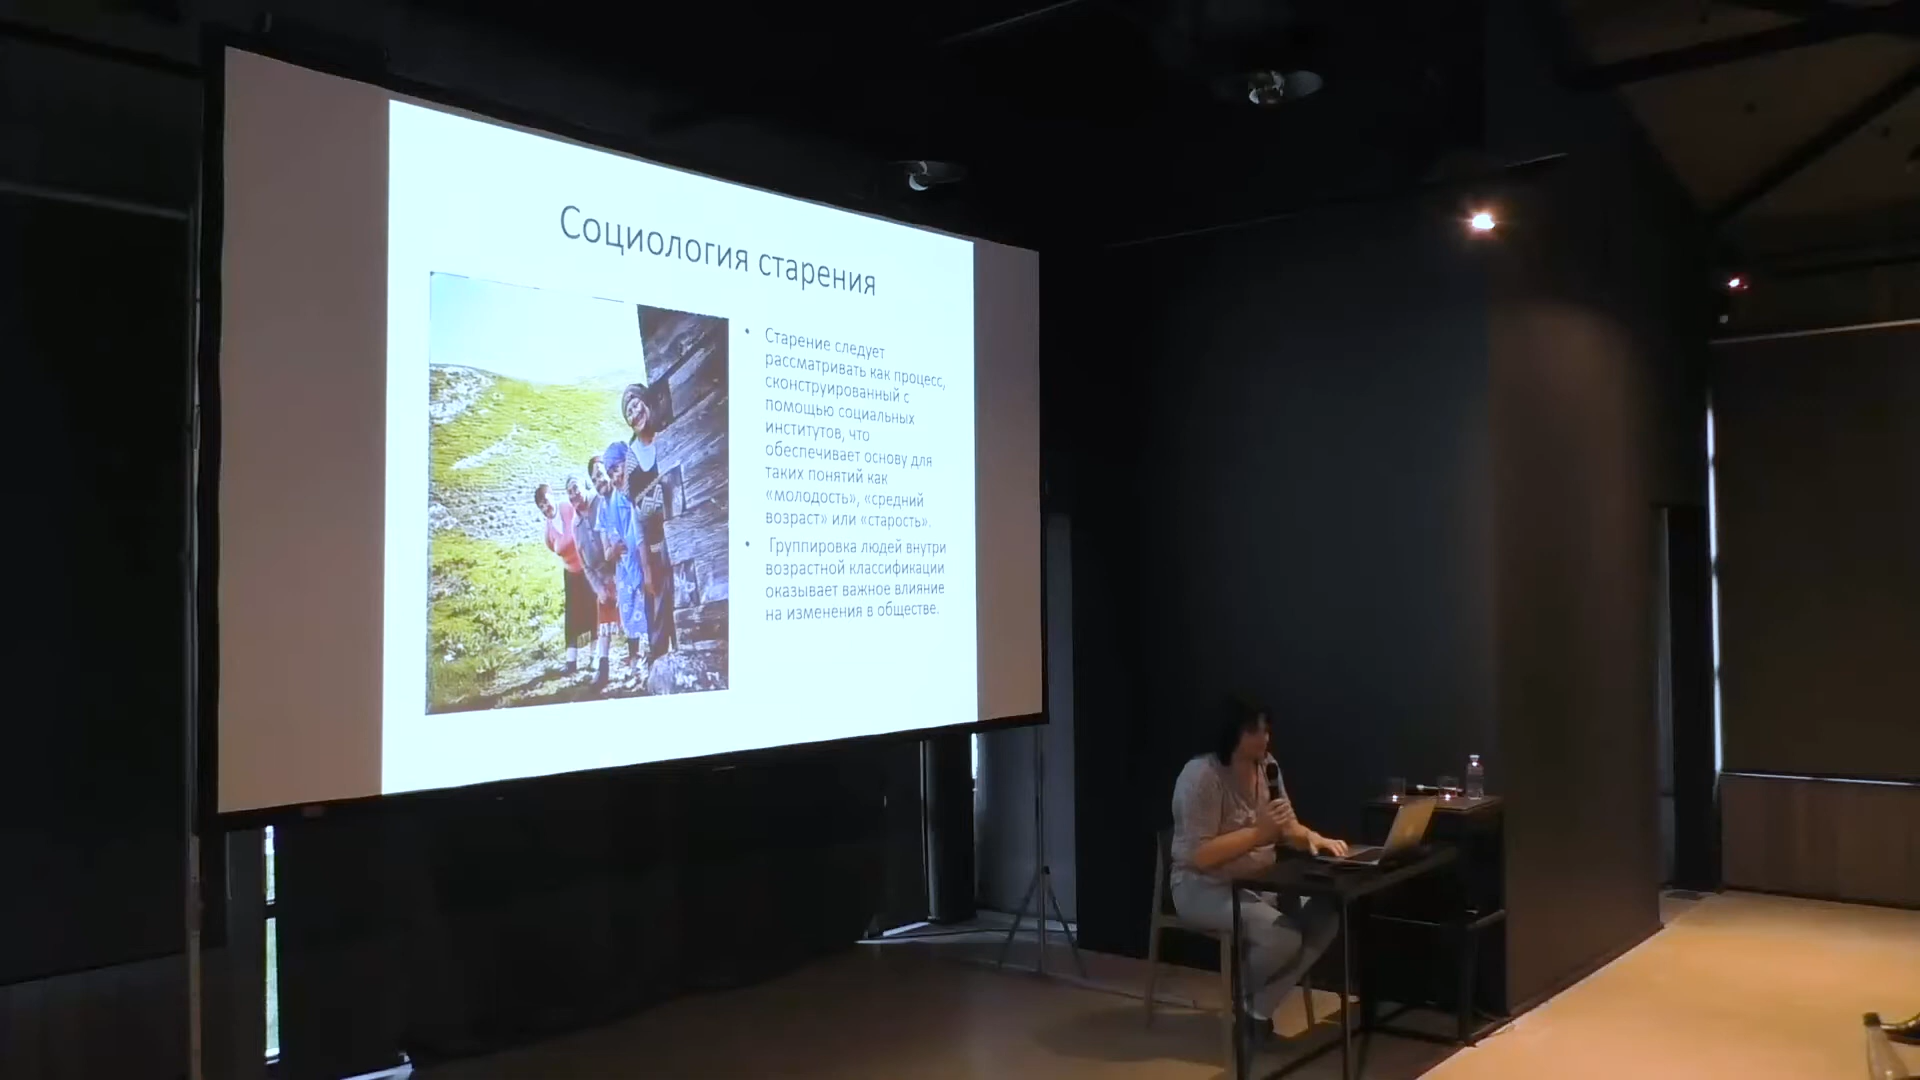 Социология старения
• Старение следует
рассматривать как процесс,
сконструированный с
помощью социальных
институтов, что
обеспечивает основу для
таких понятий как
«молодость», «средний
возраст» или «старость».
• Группировка людей внутри
возрастной классификации
оказывает важное влияние
на изменения в обществе.